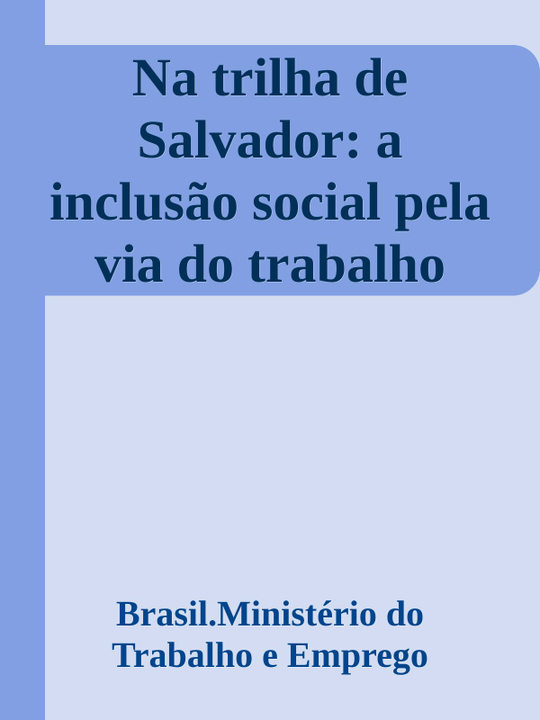 Na trilha de
Salvador: a
inclusão social pela
via do trabalho
Brasil.Ministério do
Trabalho e Emprego